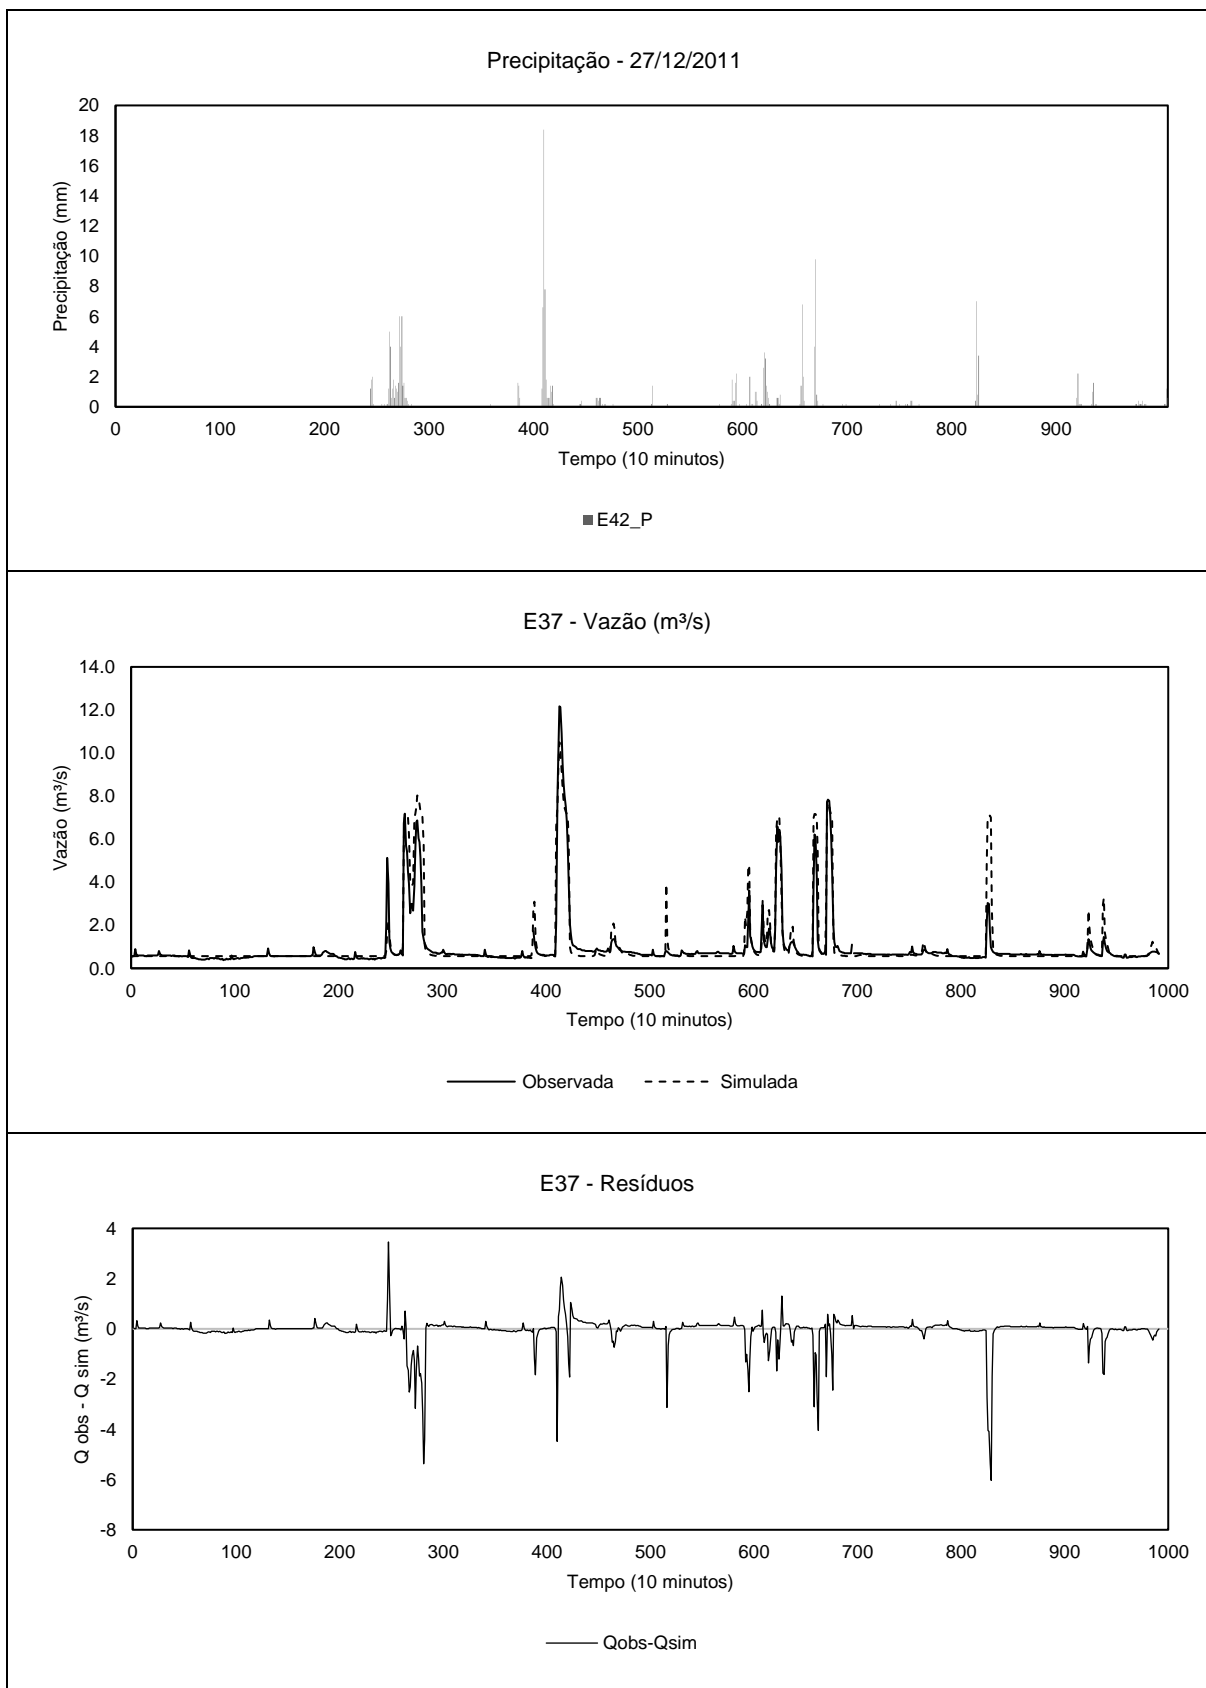 Precipitação - 27/12/2011
Precipitação (mm)
20
18
16
14
12
10
8
6
4
2
0
0 100 200 300 400 500 600 700 800 900
Tempo (10 minutos)
E42_P
E37 - Vazão (m³/s)
Vazão (m³/s)
14.0
12.0
10.0
8.0
6.0
4.0
2.0
0.0
0 100 200 300 400 500 600 700 800 900 1000
Tempo (10 minutos)
Observada Simulada
E37 - Resíduos
Q obs - Q sim (m³/s)
4
2
0
-2
-4
-6
-8
0 100 200 300 400 500 600 700 800 900 1000
Tempo (10 minutos)
Qobs-Qsim